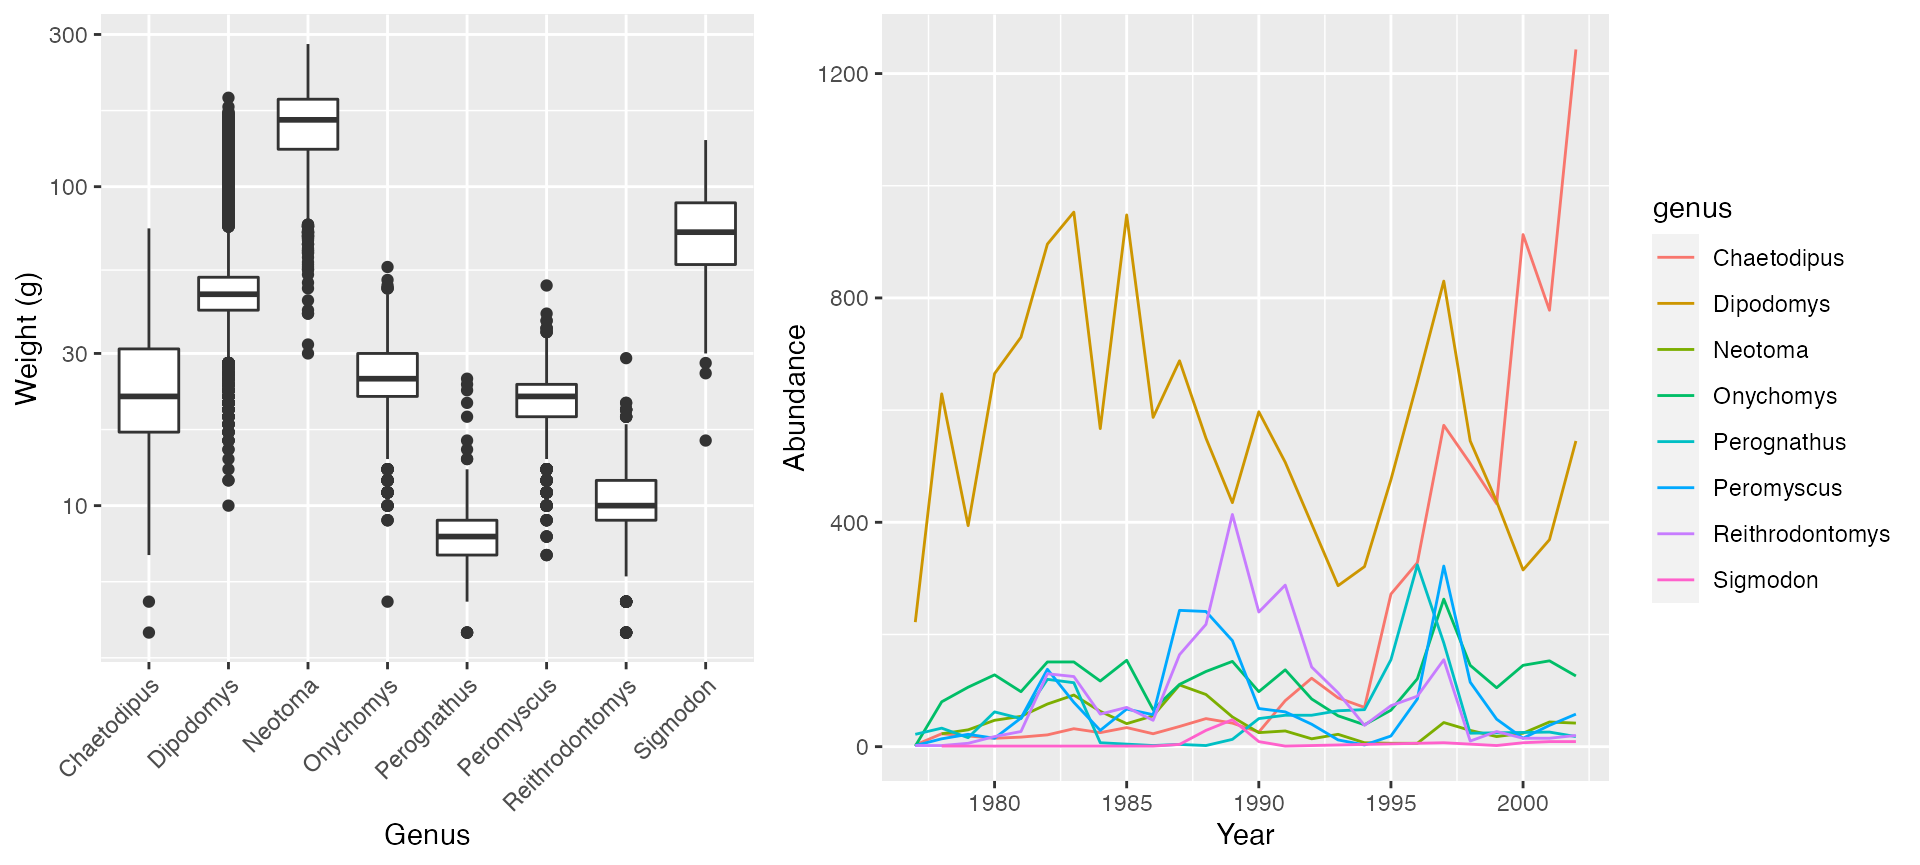 300
100
30
10
Weight (g)
Chaetodipus
Dipodomys
Neotoma
Onychomys
Perognathus
Peromyscus
Reithrodontomys
Sigmodon
Genus
1200
800
400
0
Abundance
1980
1985
1990
1995
2000
Year
genus
Chaetodipus
Dipodomys
Neotoma
Onychomys
Perognathus
Peromyscus
Reithrodontomys
Sigmodon